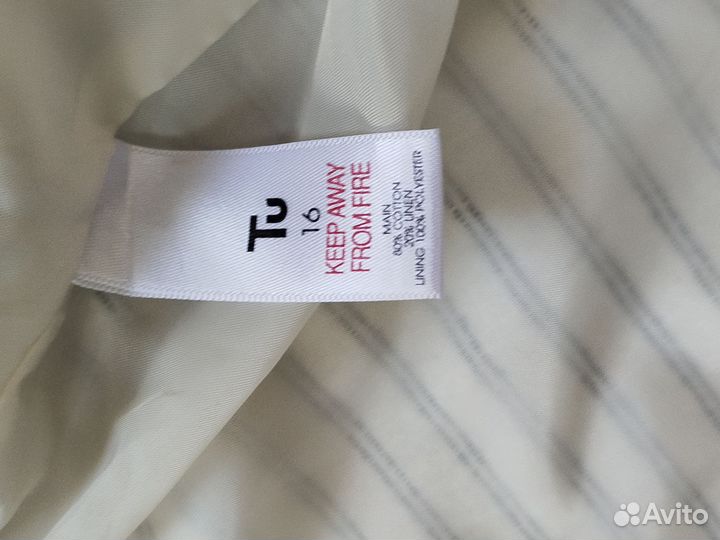 Tu
16
KEEP AWAY
FROM FIRE
MAIN
80% COTTON
20% LINEN
LINING 100% POLYESTER
Avito